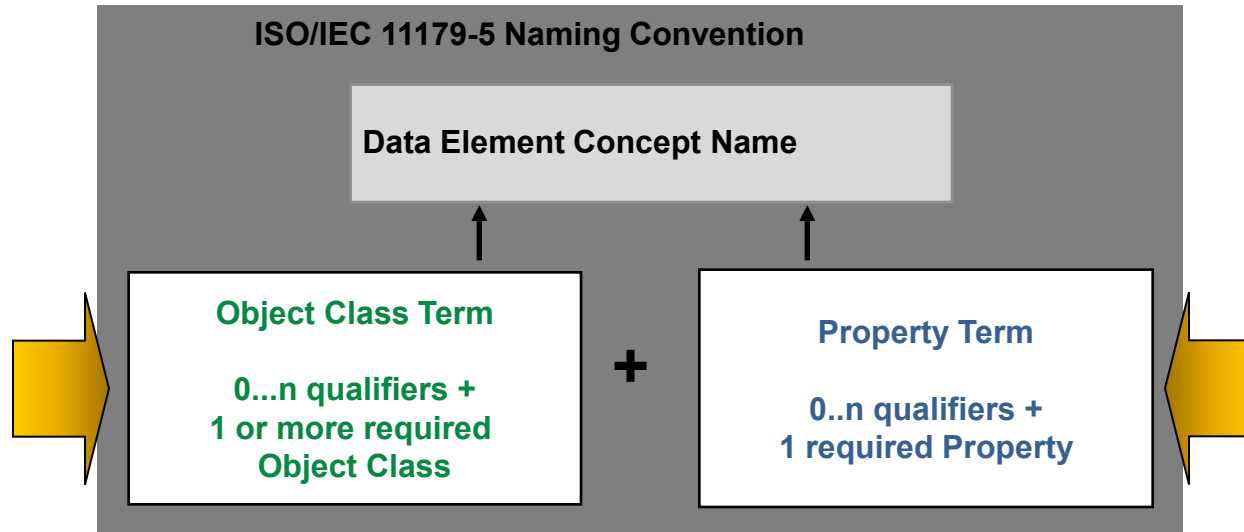 ISO/IEC 11179-5 Naming Convention
Data Element Concept Name
Object Class Term
0...n qualifiers +
1 or more required
Object Class
+
Property Term
0..n qualifiers +
1 required Property